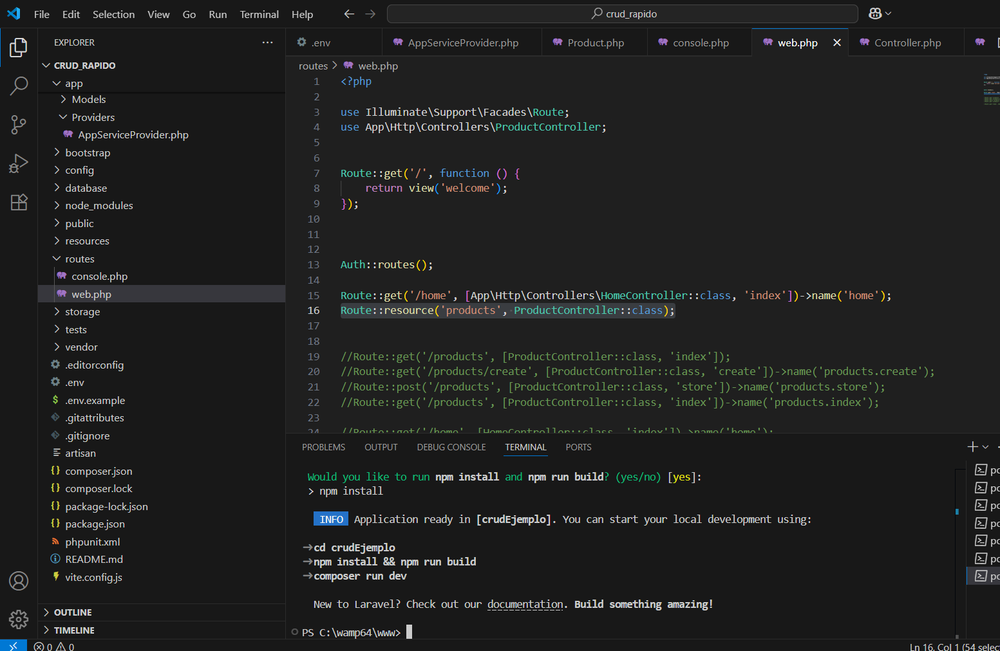 File Edit Selection View Go Run Terminal Help
crud_rapido
EXPLORER
CRUD_RAPIDO
app
Models
Providers
AppServiceProvider.php
bootstrap
config
database
node_modules
public
resources
routes
console.php
web.php
storage
tests
vendor
.editorconfig
.env
.env.example
.gitattributes
.gitignore
artisan
composer.json
composer.lock
package-lock.json
package.json
phpunit.xml
README.md
vite.config.js
OUTLINE
TIMELINE
.env AppServiceProvider.php Product.php console.php web.php Controller.php
routes > web.php
1 <?php
2
3 use Illuminate\Support\Facades\Route;
4 use App\Http\Controllers\ProductController;
5
6
7 Route::get('/', function () {
8 return view('welcome');
9 });
10
11
12
13 Auth::routes();
14
15 Route::get('/home', [App\Http\Controllers\HomeController::class, 'index'])->name('home');
16 Route::resource('products', ProductController::class);
17
18
19 //Route::get('/products', [ProductController::class, 'index']);
20 //Route::get('/products/create', [ProductController::class, 'create'])->name('products.create');
21 //Route::post('/products', [ProductController::class, 'store'])->name('products.store');
22 //Route::get('/products', [ProductController::class, 'index'])->name('products.index');
23
24 //Route::get('/home', [HomeController::class, 'index'])->name('home');
PROBLEMS OUTPUT DEBUG CONSOLE TERMINAL PORTS
Would you like to run npm install and npm run build? (yes/no) [yes]:
> npm install
INFO Application ready in [crudEjemplo]. You can start your local development using:
➜ cd crudEjemplo
➜ npm install && npm run build
➜ composer run dev
New to Laravel? Check out our documentation. Build something amazing!
PS C:\wamp64\www>
0 0
Ln 16, Col 1 (54 selec